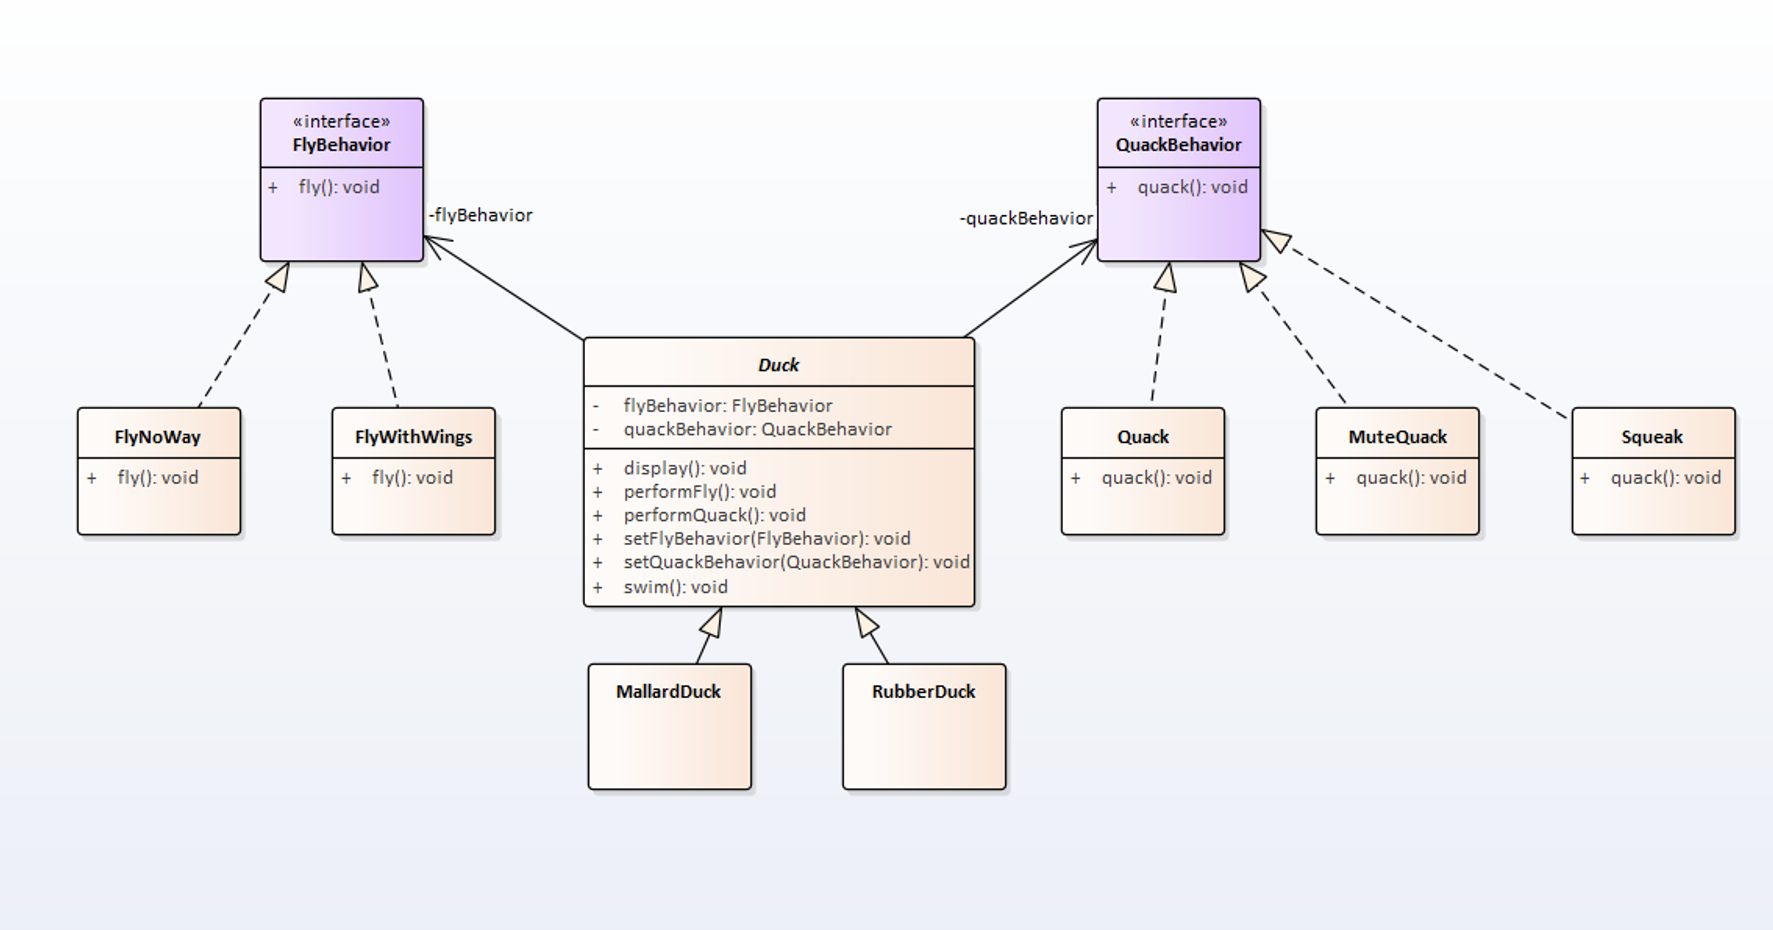 «interface»
FlyBehavior
+ fly(): void
-flyBehavior
«interface»
QuackBehavior
+ quack(): void
-quackBehavior
FlyNoWay
+ fly(): void
FlyWithWings
+ fly(): void
Duck
- flyBehavior: FlyBehavior
- quackBehavior: QuackBehavior
+ display(): void
+ performFly(): void
+ performQuack(): void
+ setFlyBehavior(FlyBehavior): void
+ setQuackBehavior(QuackBehavior): void
+ swim(): void
Quack
+ quack(): void
MuteQuack
+ quack(): void
Squeak
+ quack(): void
MallardDuck
RubberDuck